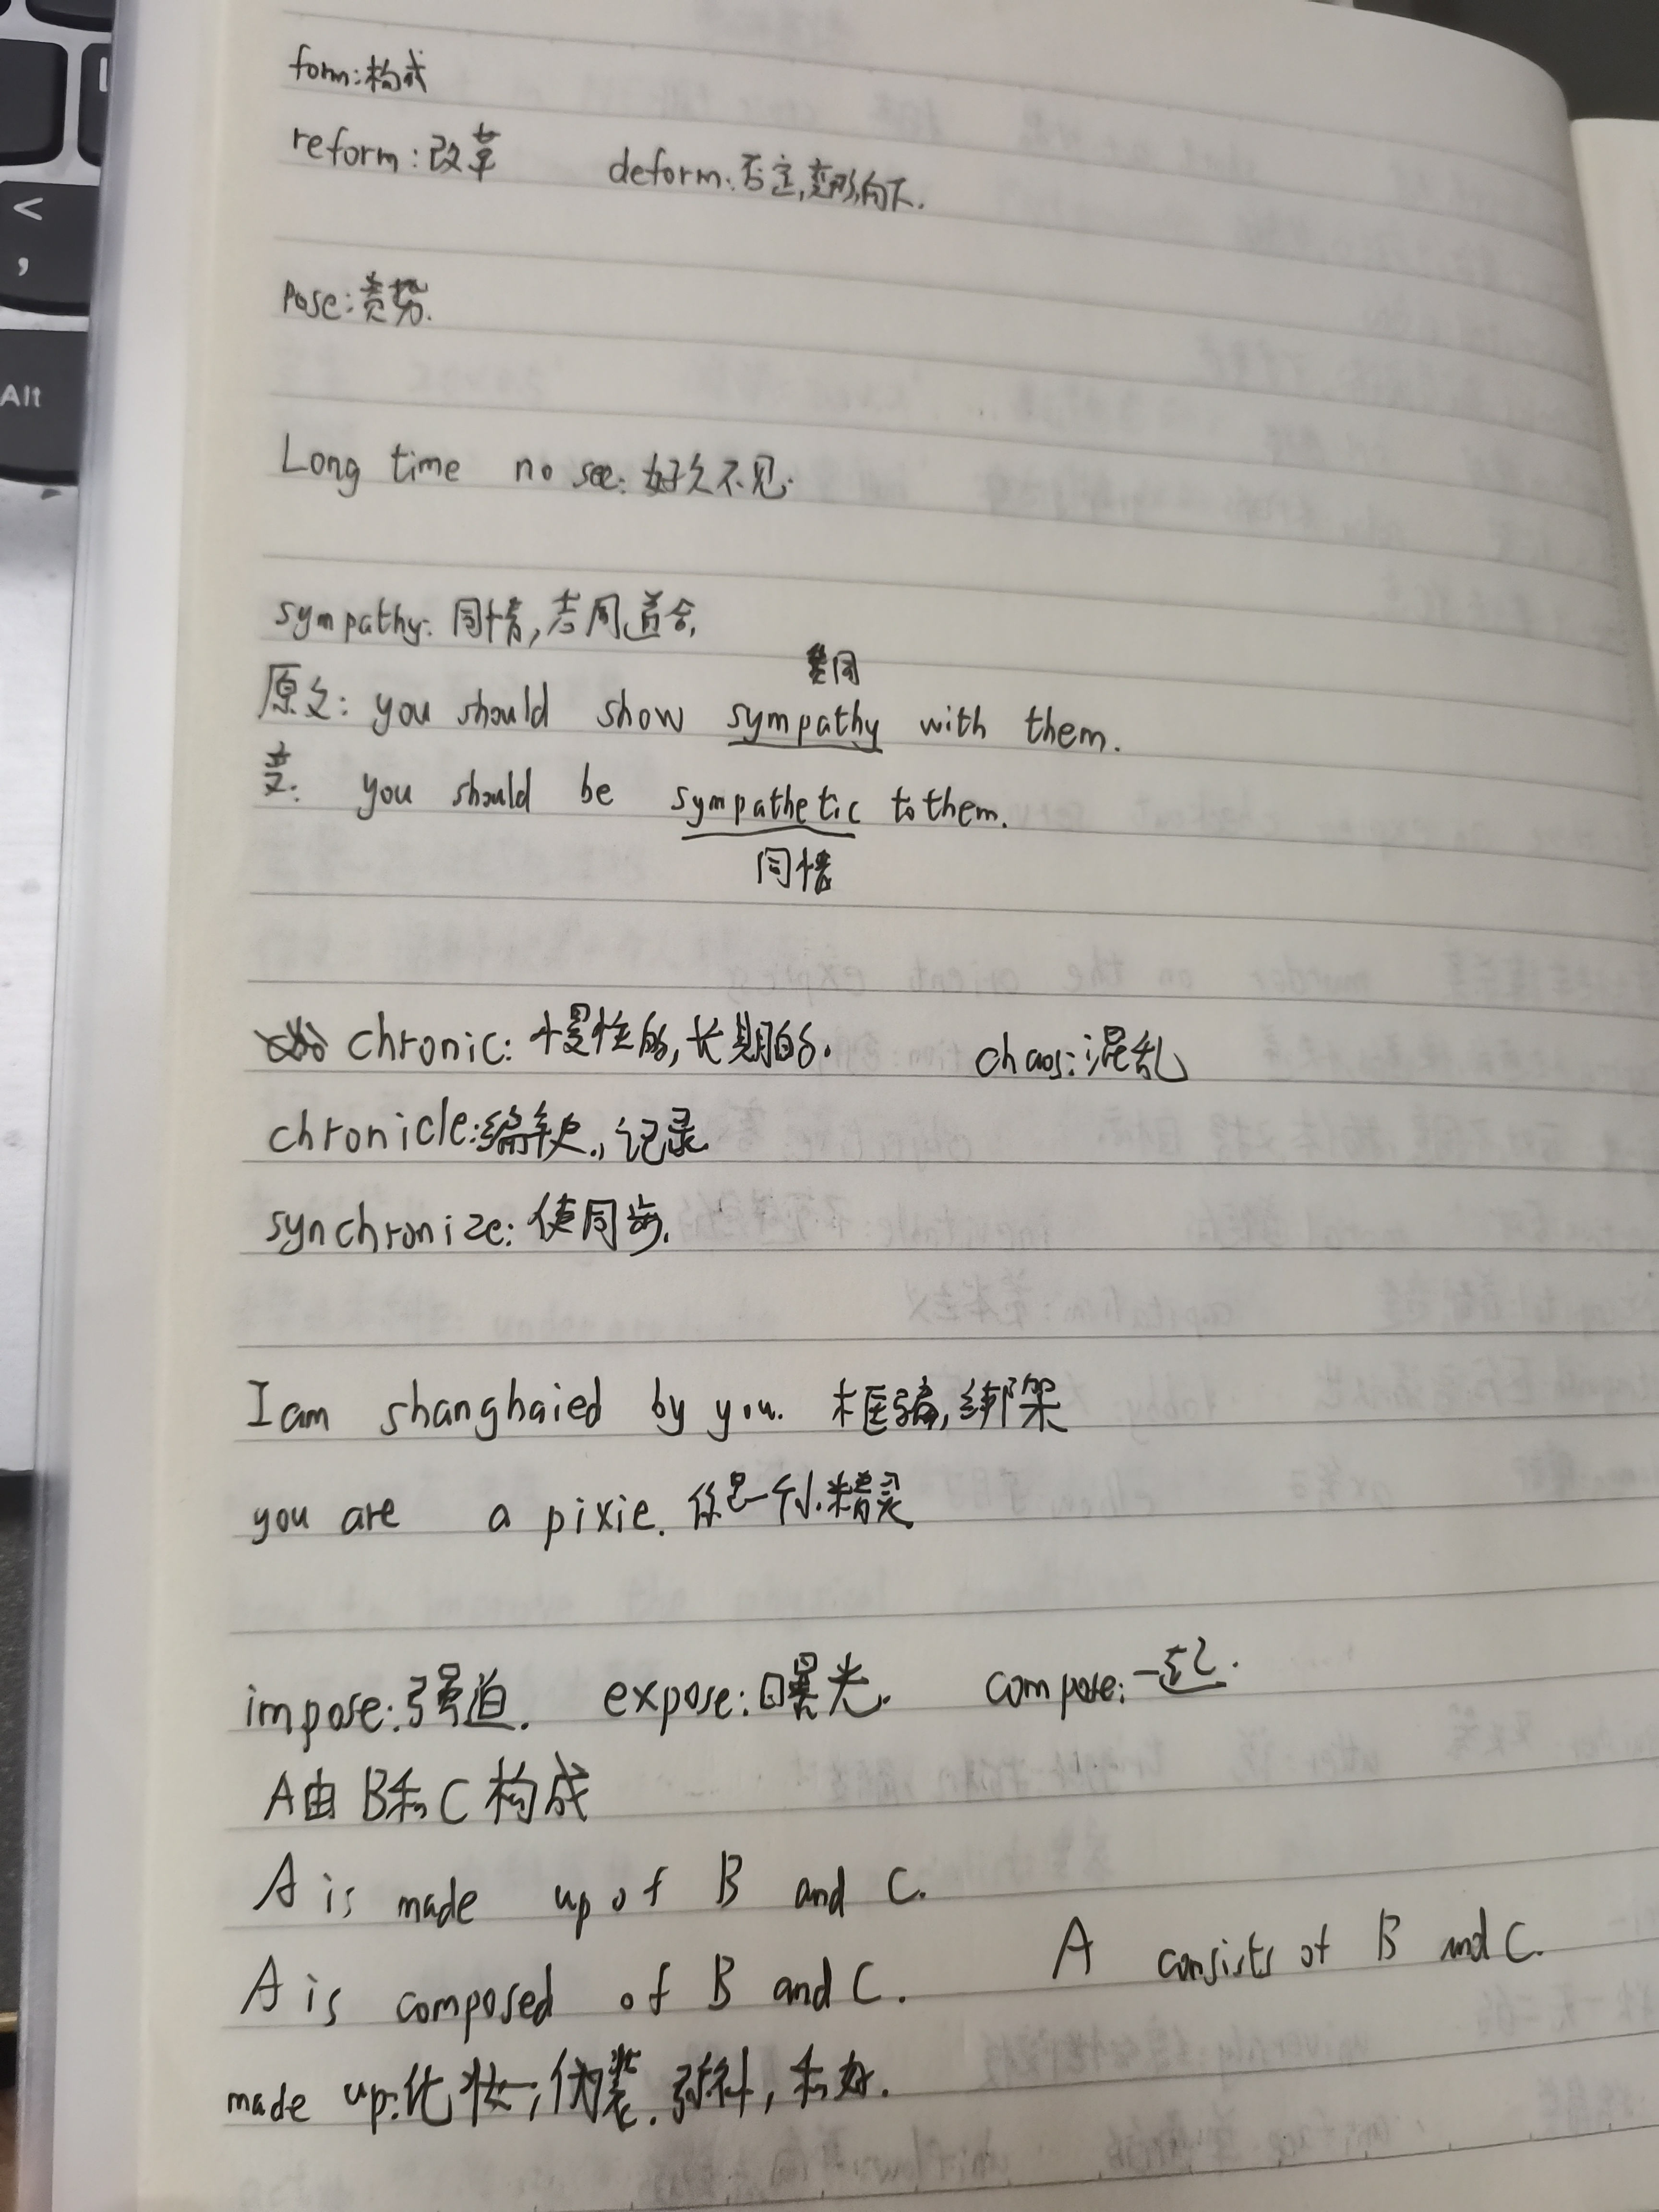 <
,
Alt
form:构成
reform:改革 deform:否定,变形,向下.
Pose:姿势.
Long time no see:好久不见.
sympathy:同情,志同道合.
赞同
原文: you should show sympathy with them.
you should be sympathetic to them.
同情
chronic:慢性的,长期的. chaos:混乱
chronicle:编年史,记录
synchronize:使同步.
I am shanghaied by you. 框骗,绑架
you are a pixie. 你是一个小精灵
impose:强迫. expose:曝光. compose:一起.
A由B和C构成
A is made up of B and C.
A is composed of B and C. A consists of B and C.
made up:化妆,伪装.弥补,和好.